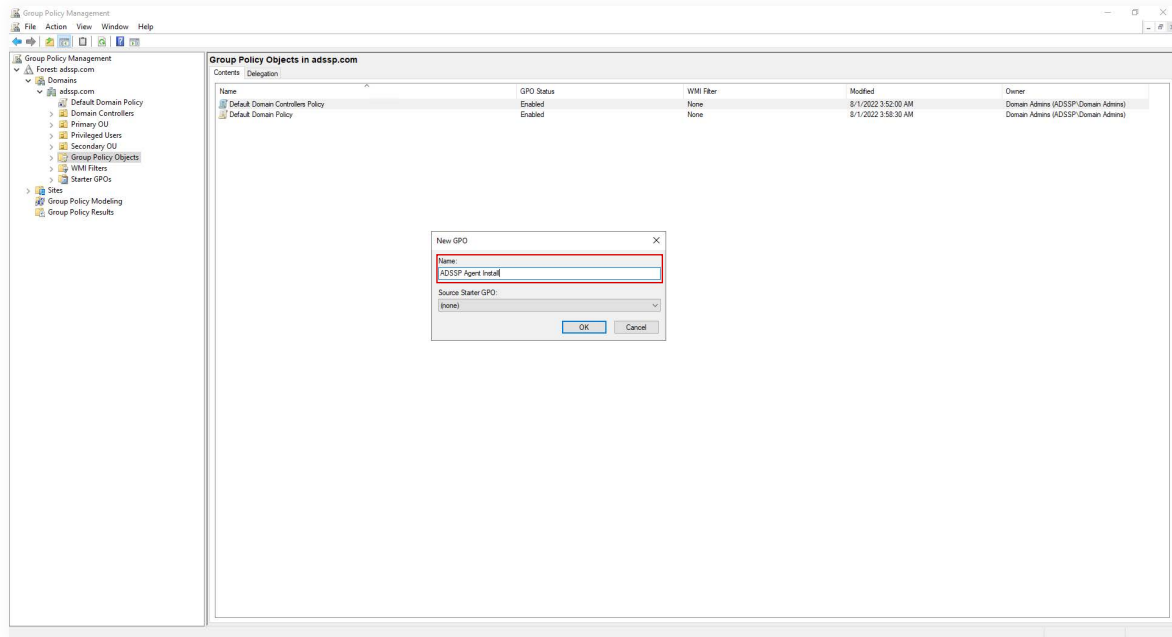 Group Policy Management
File Action View Window Help
Group Policy Management
Forest: adssp.com
Domains
adssp.com
Default Domain Policy
Domain Controllers
Primary OU
Privileged Users
Secondary OU
Group Policy Objects
WMI Filters
Starter GPOs
Sites
Group Policy Modeling
Group Policy Results
Group Policy Objects in adssp.com
Contents Delegation
Name GPO Status WMI Filter Modified Owner
Default Domain Controllers Policy Enabled None 8/1/2022 3:52:00 AM Domain Admins (ADSSP\Domain Admins)
Default Domain Policy Enabled None 8/1/2022 3:58:30 AM Domain Admins (ADSSP\Domain Admins)
New GPO
Name:
ADSSP Agent Install
Source Starter GPO:
(none)
OK Cancel